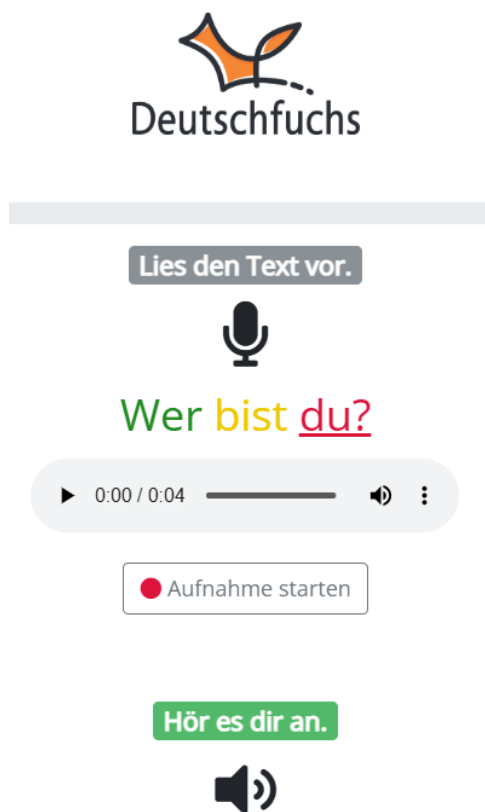 Deutschfuchs
Lies den Text vor.
Wer bist du?
0:00 / 0:04
Aufnahme starten
Hör es dir an.